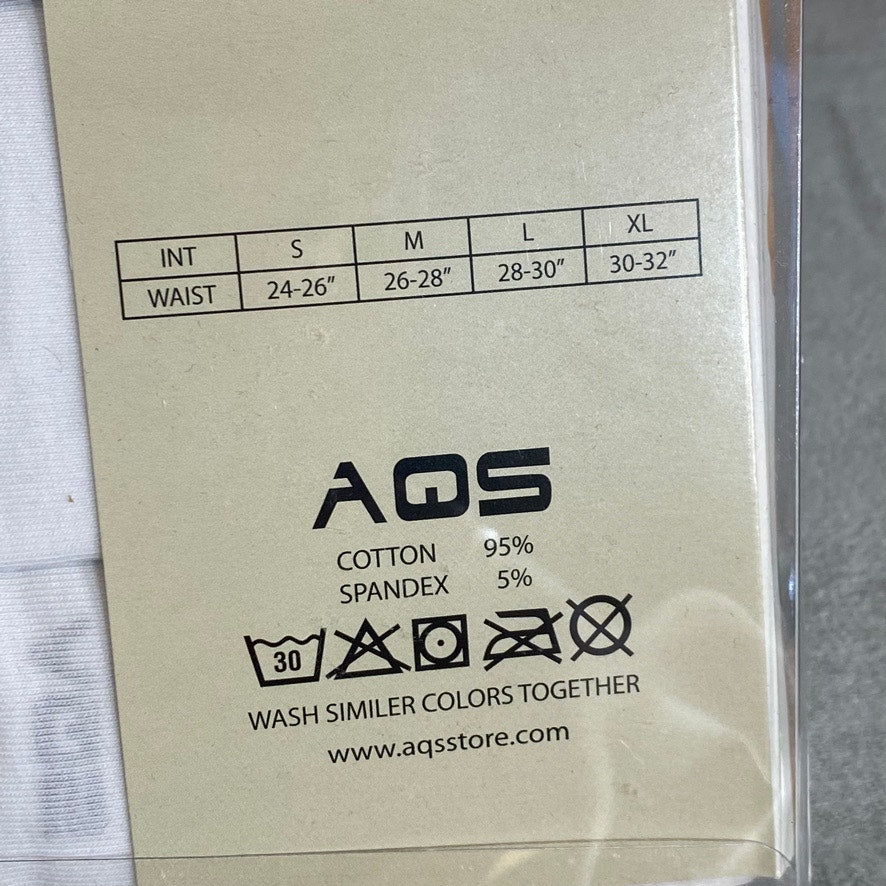 INT S M L XL
WAIST 24-26" 26-28" 28-30" 30-32"
AQS
COTTON 95%
SPANDEX 5%
30
WASH SIMILER COLORS TOGETHER
www.aqsstore.com